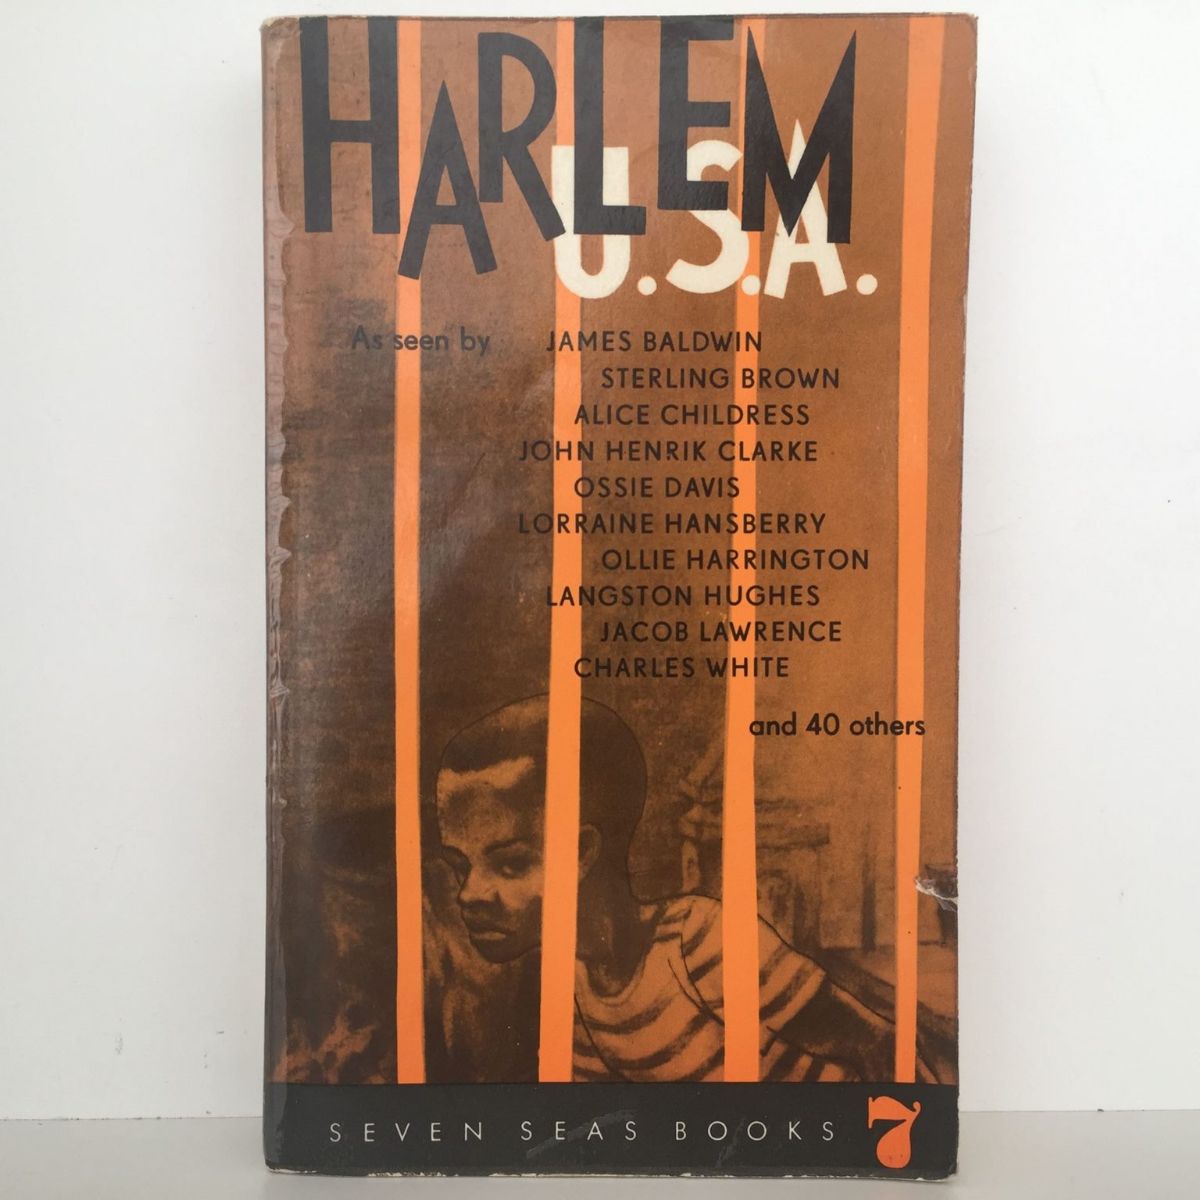 HARLEM
U.S.A.
As seen by JAMES BALDWIN
STERLING BROWN
ALICE CHILDRESS
JOHN HENRIK CLARKE
OSSIE DAVIS
LORRAINE HANSBERRY
OLLIE HARRINGTON
LANGSTON HUGHES
JACOB LAWRENCE
CHARLES WHITE
and 40 others
SEVEN SEAS BOOKS 7